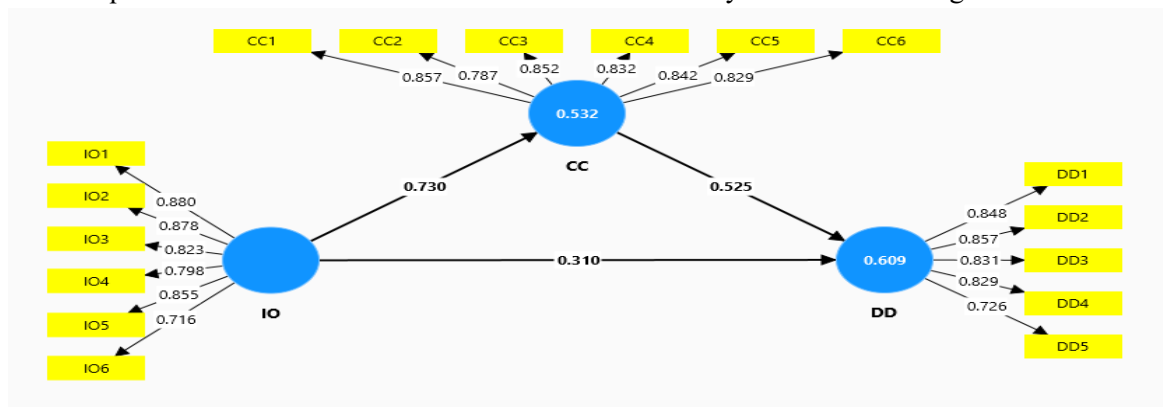 CC1 CC2 CC3 CC4 CC5 CC6
0.857 0.787 0.852 0.832 0.842 0.829
0.532
CC
IO1
IO2
IO3
IO4
IO5
IO6
0.880
0.878
0.823
0.798
0.855
0.716
IO
0.730
0.525
0.310
0.609
DD
0.848
0.857
0.831
0.829
0.726
DD1
DD2
DD3
DD4
DD5